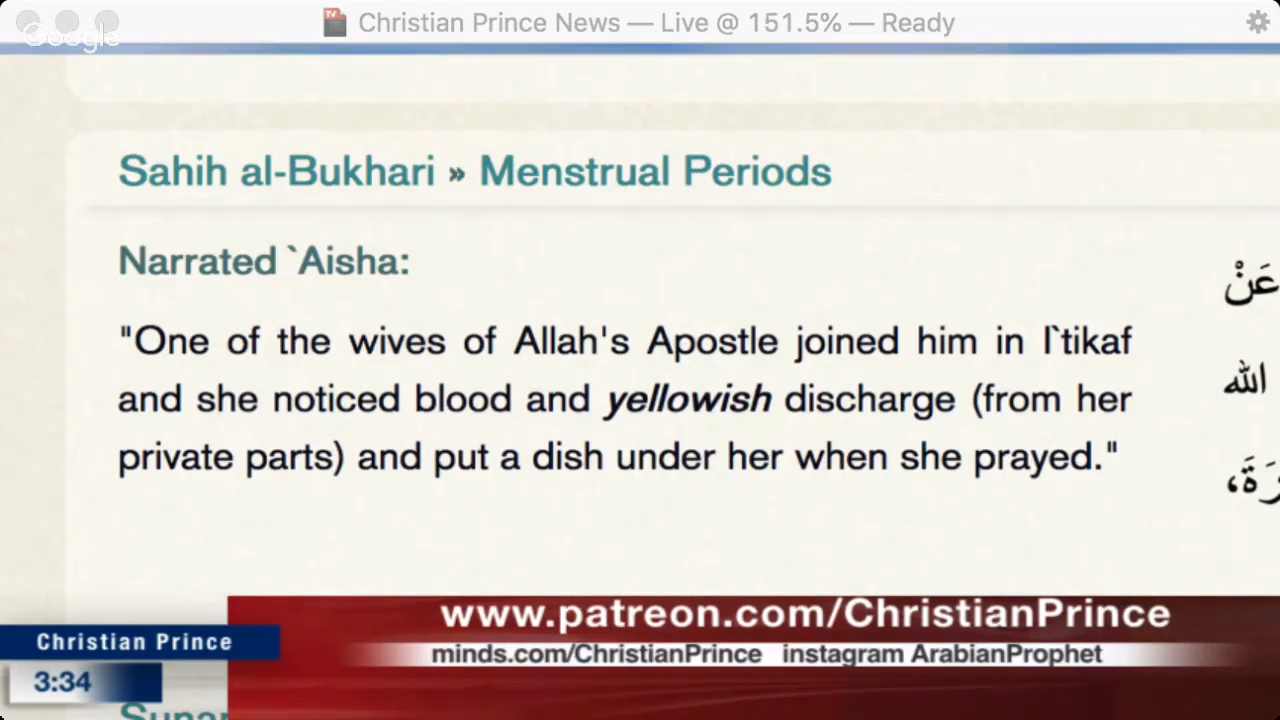 Google
Christian Prince News — Live @ 151.5% — Ready
Sahih al-Bukhari » Menstrual Periods
Narrated `Aisha:
"One of the wives of Allah's Apostle joined him in I`tikaf
and she noticed blood and yellowish discharge (from her
private parts) and put a dish under her when she prayed."
عَنْ
الله
www.patreon.com/ChristianPrince
minds.com/ChristianPrince instagram ArabianProphet
Christian Prince
3:34